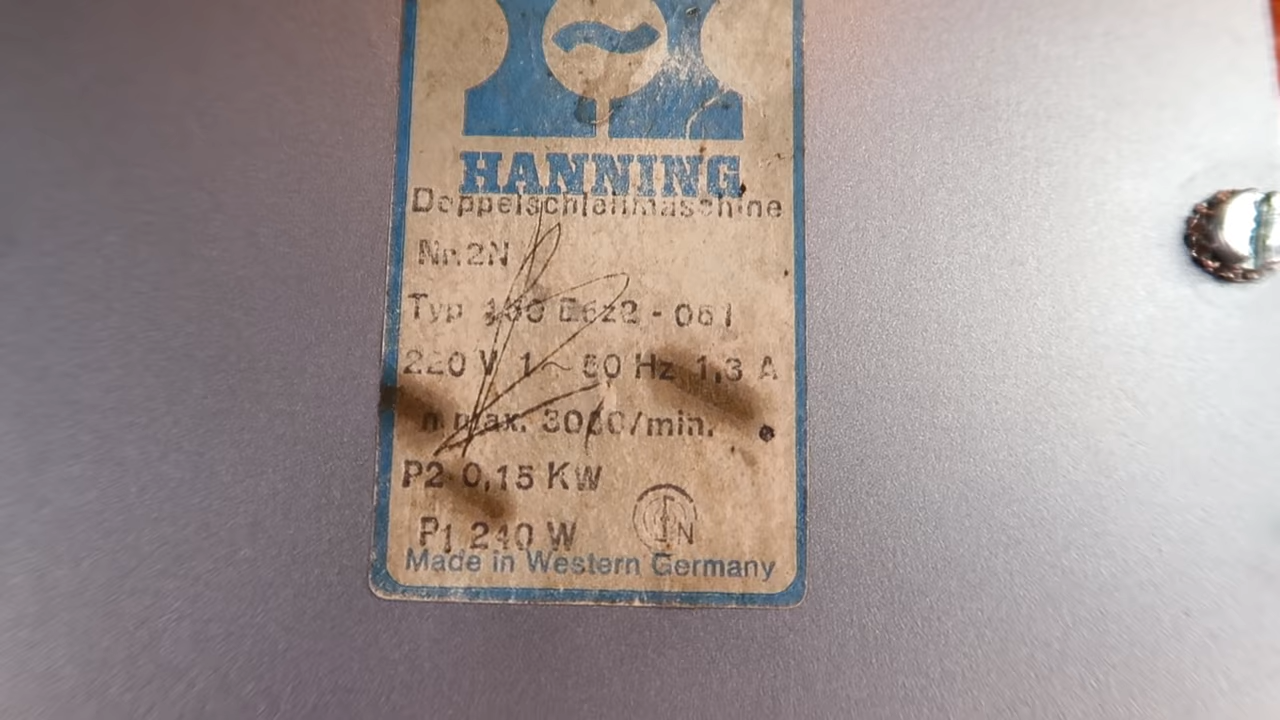 HANNING
Doppelschleifmaschine
Nr. 2N
Typ - 061
220 V 1 ~ 50 Hz 1,3 A
n max. 3000/min.
P2 0,15 KW
P1 240 W
Made in Western Germany